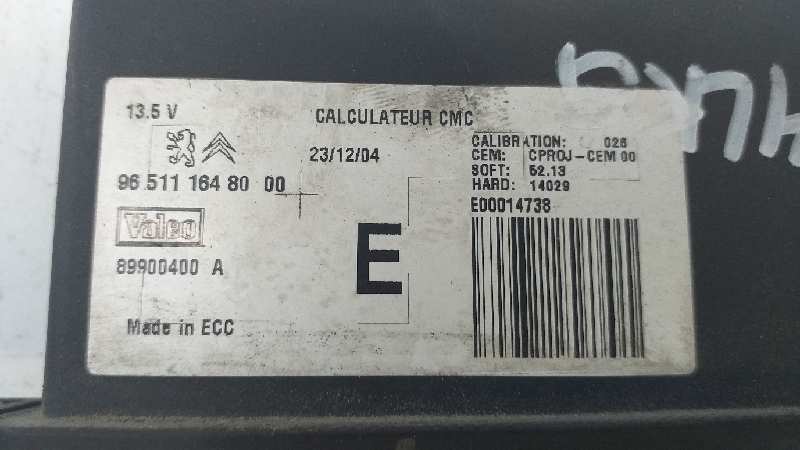 13.5 V
CALCULATEUR CMC
23/12/04
96 511 164 80 00
Valeo
89900400 A
Made in ECC
E
CALIBRATION: 026
CEM: CPROJ-CEM 00
SOFT: 52.13
HARD: 14029
E00014738